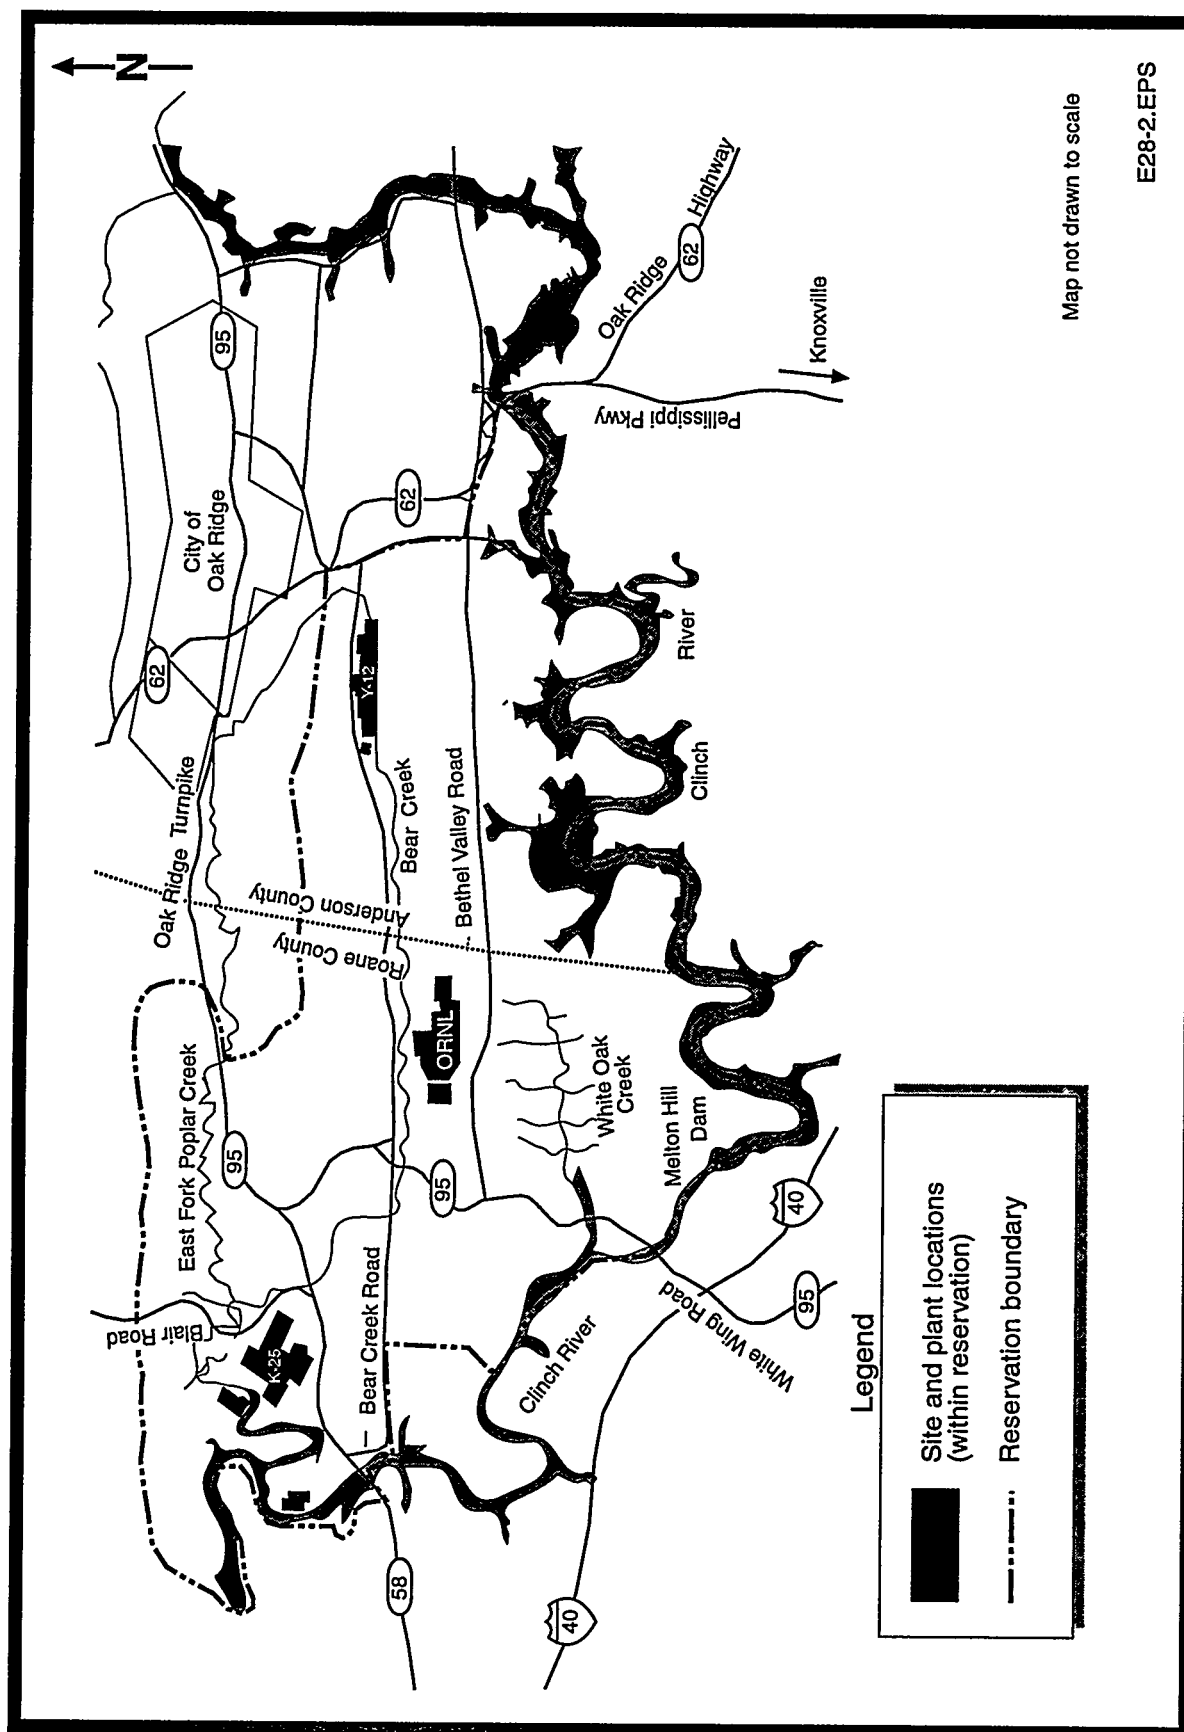 N
62
Oak Ridge Turnpike
City of
Oak Ridge
95
East Fork Poplar Creek
Blair Road
K-25
95
Roane County
Anderson County
Y-12
62
Bear Creek Road
Bear Creek
ORNL
Bethel Valley Road
95
58
40
Clinch River
White Oak
Creek
Melton Hill
Dam
White Wing Road
95
40
Clinch
River
Pellissippi Pkwy
Oak Ridge
62
Highway
Knoxville
Legend
Site and plant locations
(within reservation)
Reservation boundary
Map not drawn to scale
E28-2.EPS